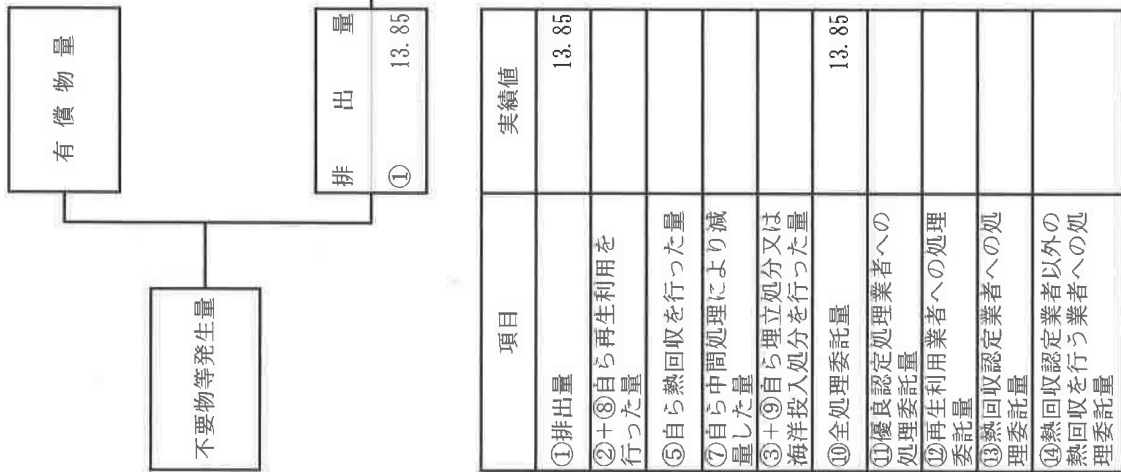 有償物量
不要物等発生量
排出量
① 13.85
項目 実績値
①排出量 13.85
②+⑧自ら再生利用を
行った量
⑤自ら熱回収を行った量
⑦自ら中間処理により減
量した量
③+⑨自ら埋立処分又は
海洋投入処分を行った量
⑩全処理委託量 13.85
⑪優良認定処理業者への
処理委託量
⑫再生利用業者への処理
委託量
⑬熱回収認定業者への処
理委託量
⑭熱回収認定業者以外の
熱回収を行う業者への処
理委託量